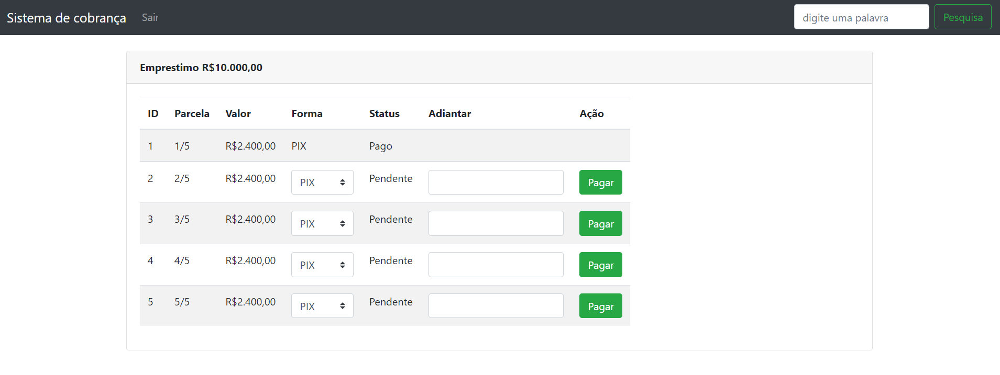 Sistema de cobrança Sair digite uma palavra Pesquisa
Emprestimo R$10.000,00
ID Parcela Valor Forma Status Adiantar Ação
1 1/5 R$2.400,00 PIX Pago
2 2/5 R$2.400,00 PIX Pendente Pagar
3 3/5 R$2.400,00 PIX Pendente Pagar
4 4/5 R$2.400,00 PIX Pendente Pagar
5 5/5 R$2.400,00 PIX Pendente Pagar